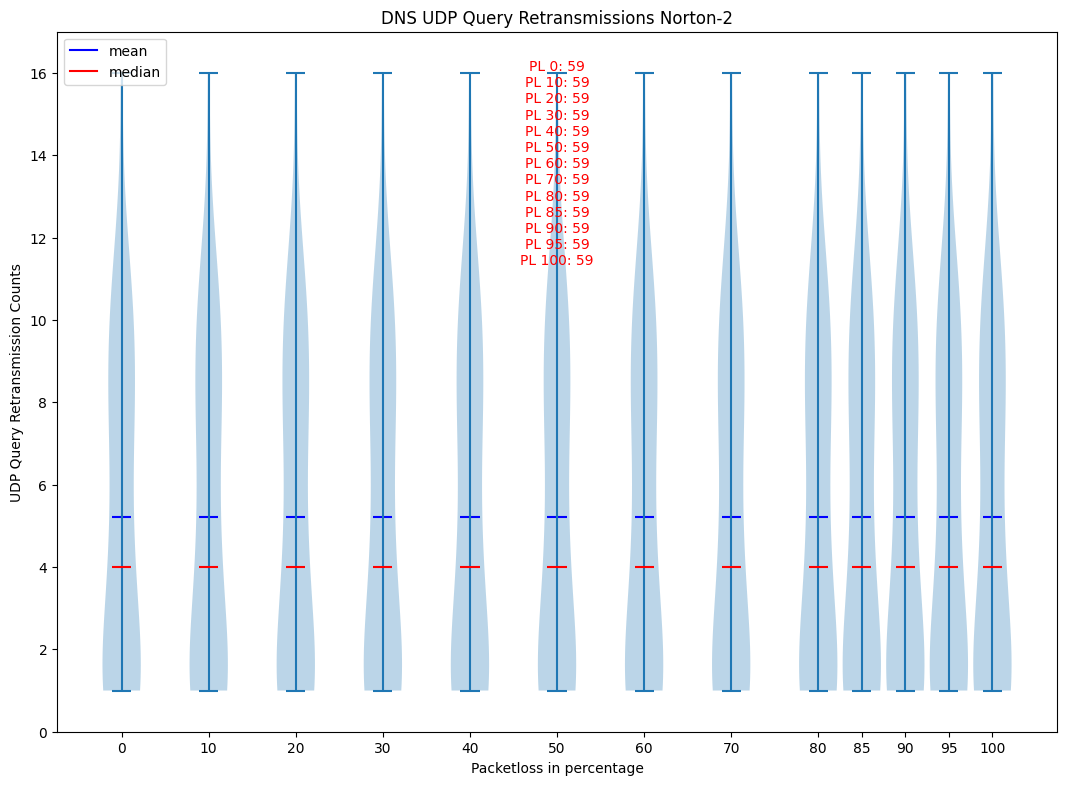 DNS UDP Query Retransmissions Norton-2
mean
median
PL 0: 59
PL 10: 59
PL 20: 59
PL 30: 59
PL 40: 59
PL 50: 59
PL 60: 59
PL 70: 59
PL 80: 59
PL 85: 59
PL 90: 59
PL 95: 59
PL 100: 59
UDP Query Retransmission Counts
16
14
12
10
8
6
4
2
0
0 10 20 30 40 50 60 70 80 85 90 95 100
Packetloss in percentage